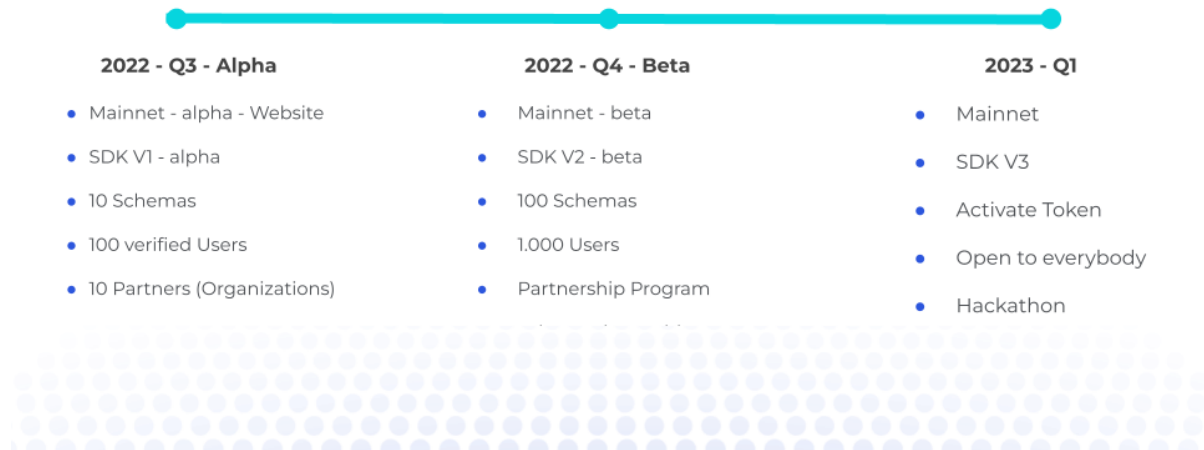 2022 - Q3 - Alpha
Mainnet - alpha - Website
SDK V1 - alpha
10 Schemas
100 verified Users
10 Partners (Organizations)
2022 - Q4 - Beta
Mainnet - beta
SDK V2 - beta
100 Schemas
1.000 Users
Partnership Program
2023 - Q1
Mainnet
SDK V3
Activate Token
Open to everybody
Hackathon